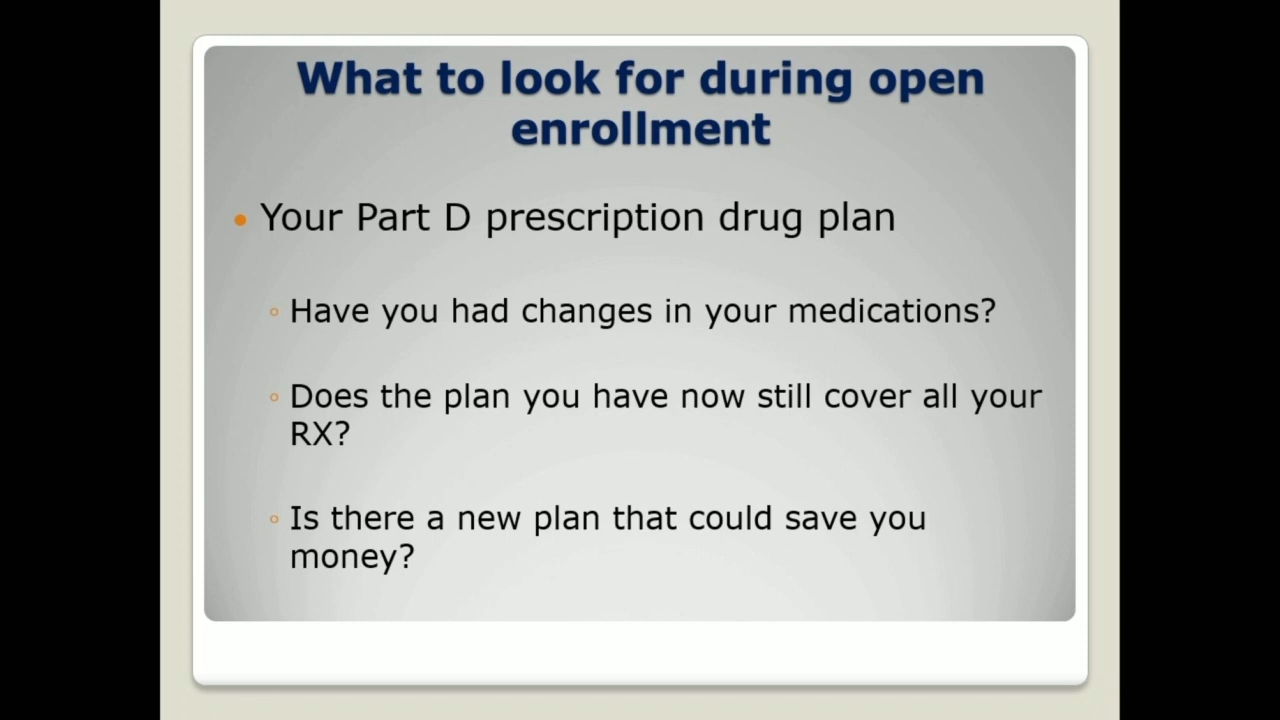 What to look for during open
enrollment
Your Part D prescription drug plan
Have you had changes in your medications?
Does the plan you have now still cover all your
RX?
Is there a new plan that could save you
money?